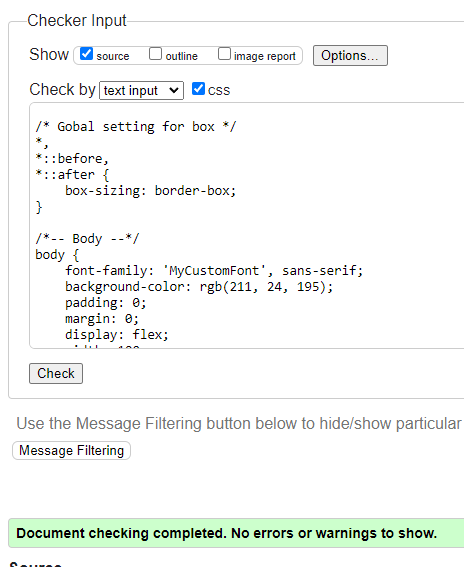 Checker Input
Show source outline image report Options...
Check by text input css
/* Gobal setting for box */
*,
*::before,
*::after {
box-sizing: border-box;
}
/*-- Body --*/
body {
font-family: 'MyCustomFont', sans-serif;
background-color: rgb(211, 24, 195);
padding: 0;
margin: 0;
display: flex;
Check
Use the Message Filtering button below to hide/show particular
Message Filtering
Document checking completed. No errors or warnings to show.
Source